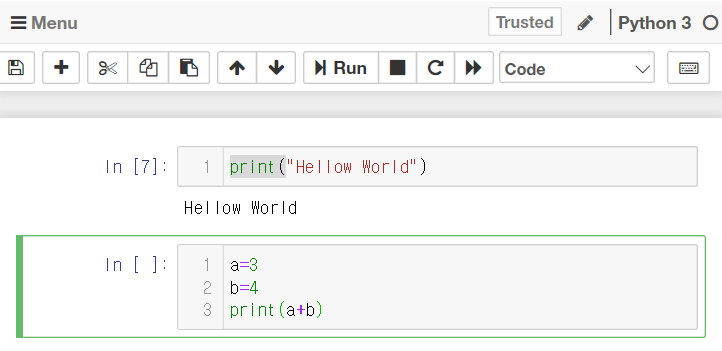 Menu Trusted Python 3
Run Code
In [7]: 1 print("Hellow World")
Hellow World
In [ ]: 1 a=3
2 b=4
3 print(a+b)